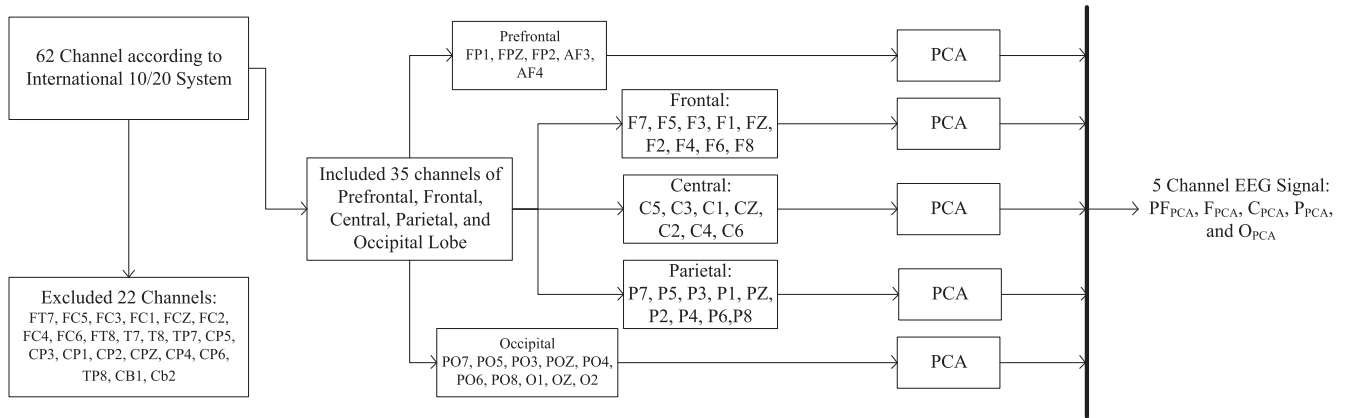 62 Channel according to
International 10/20 System
Excluded 22 Channels:
FT7, FC5, FC3, FC1, FCZ, FC2,
FC4, FC6, FT8, T7, T8, TP7, CP5,
CP3, CP1, CP2, CPZ, CP4, CP6,
TP8, CB1, Cb2
Included 35 channels of
Prefrontal, Frontal,
Central, Parietal, and
Occipital Lobe
Prefrontal
FP1, FPZ, FP2, AF3,
AF4
Frontal:
F7, F5, F3, F1, FZ,
F2, F4, F6, F8
Central:
C5, C3, C1, CZ,
C2, C4, C6
Parietal:
P7, P5, P3, P1, PZ,
P2, P4, P6,P8
Occipital
PO7, PO5, PO3, POZ, PO4,
PO6, PO8, O1, OZ, O2
PCA
PCA
PCA
PCA
PCA
5 Channel EEG Signal:
PF_PCA, F_PCA, C_PCA, P_PCA,
and O_PCA